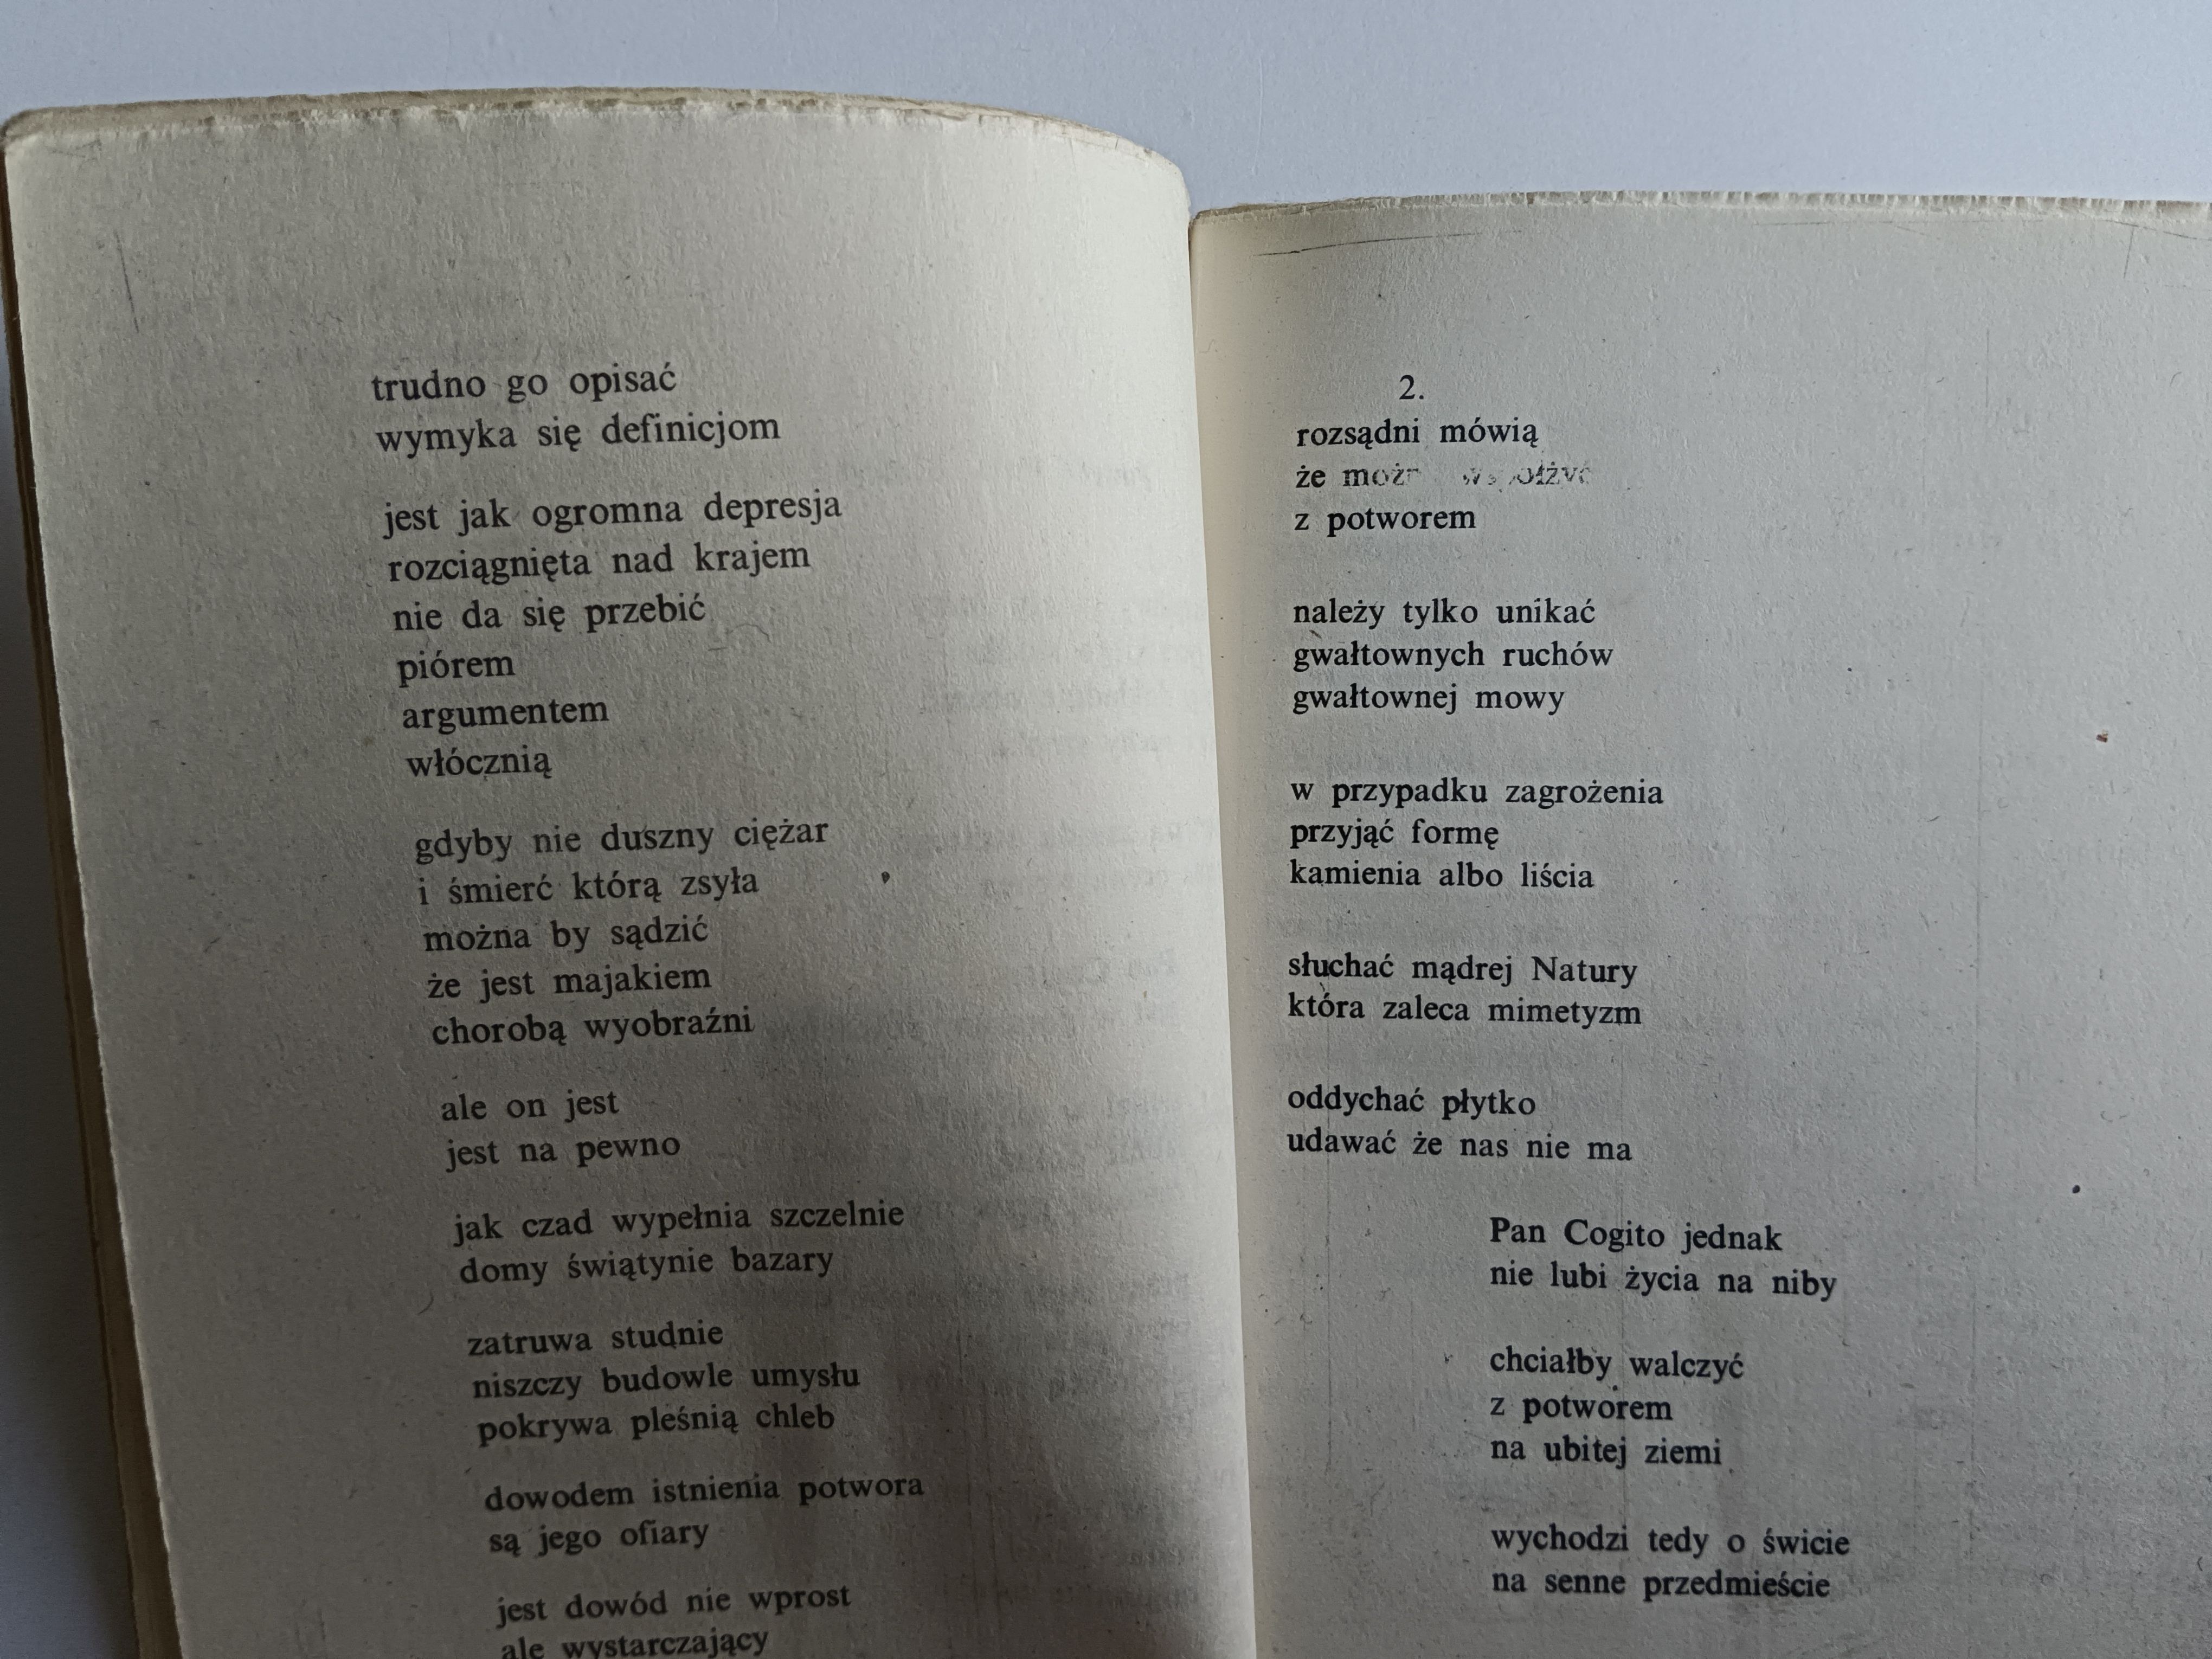 trudno go opisać
wymyka się definicjom
jest jak ogromna depresja
rozciągnięta nad krajem
nie da się przebić
piórem
argumentem
włócznią
gdyby nie duszny ciężar
i śmierć którą zsyła
można by sądzić
że jest majakiem
chorobą wyobraźni
ale on jest
jest na pewno
jak czad wypełnia szczelnie
domy świątynie bazary
zatruwa studnie
niszczy budowle umysłu
pokrywa pleśnią chleb
dowodem istnienia potwora
są jego ofiary
jest dowód nie wprost
ale wystarczający
2.
rozsądni mówią
że
z potworem
należy tylko unikać
gwałtownych ruchów
gwałtownej mowy
w przypadku zagrożenia
przyjąć formę
kamienia albo liścia
słuchać mądrej Natury
która zaleca mimetyzm
oddychać płytko
udawać że nas nie ma
Pan Cogito jednak
nie lubi życia na niby
chciałby walczyć
z potworem
na ubitej ziemi
wychodzi tedy o świcie
na senne przedmieście